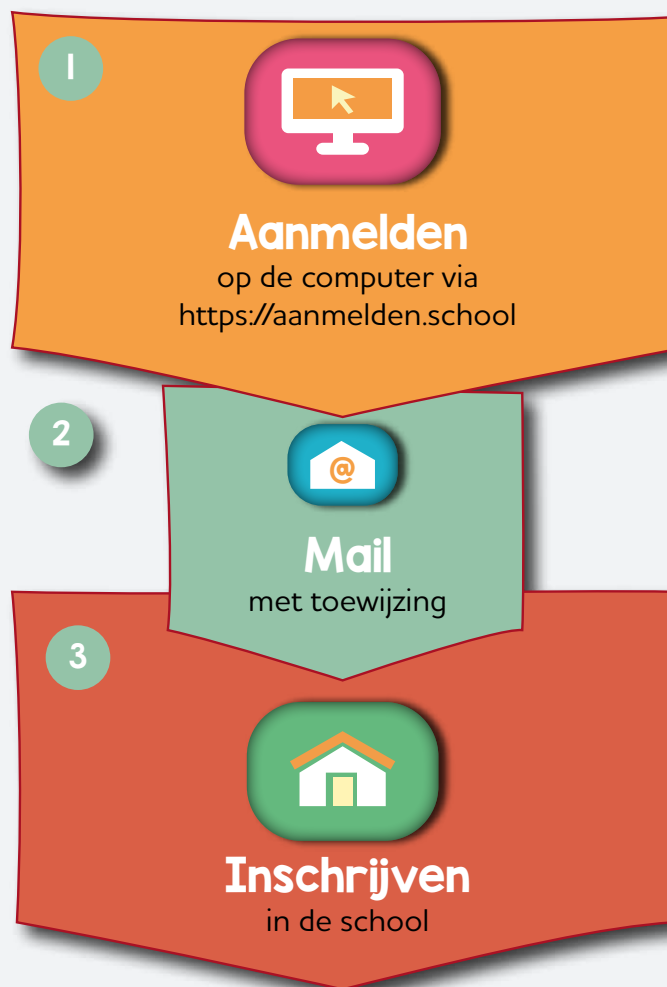 1
Aanmelden
op de computer via
https://aanmelden.school
2
@
Mail
met toewijzing
3
Inschrijven
in de school